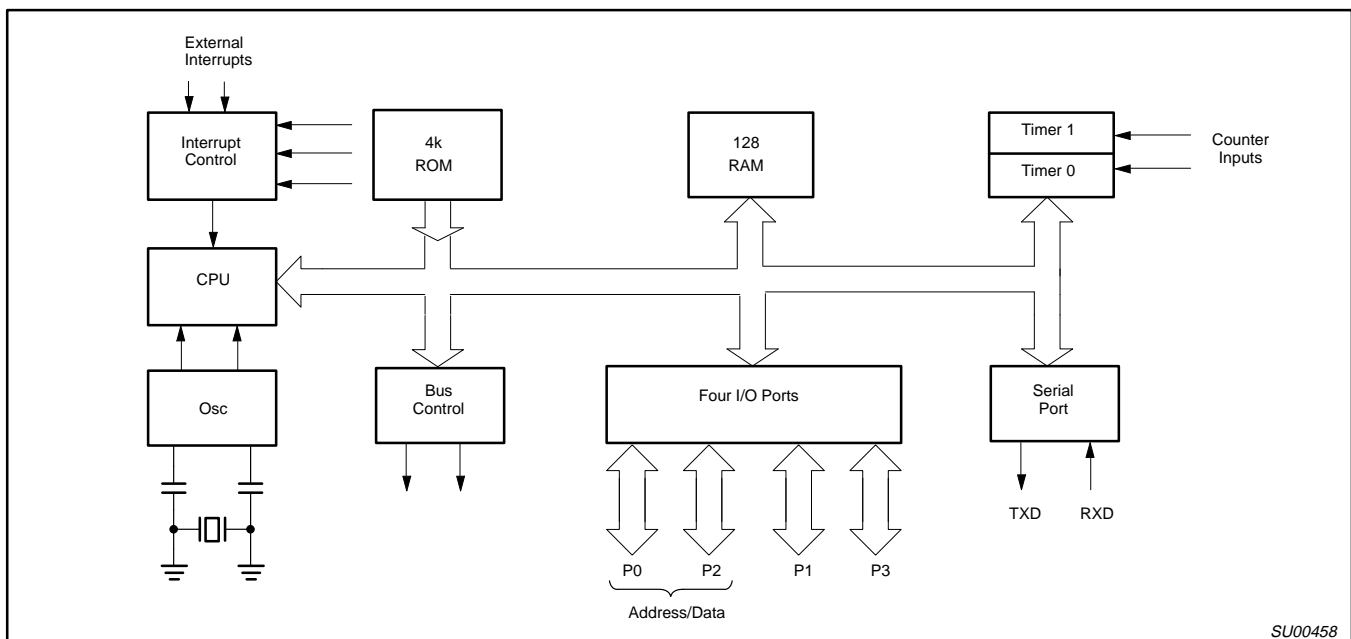 External
Interrupts
Interrupt
Control
4k
ROM
128
RAM
Timer 1
Timer 0
Counter
Inputs
CPU
Osc
Bus
Control
Four I/O Ports
Serial
Port
TXD
RXD
P0
P2
P1
P3
Address/Data
SU00458